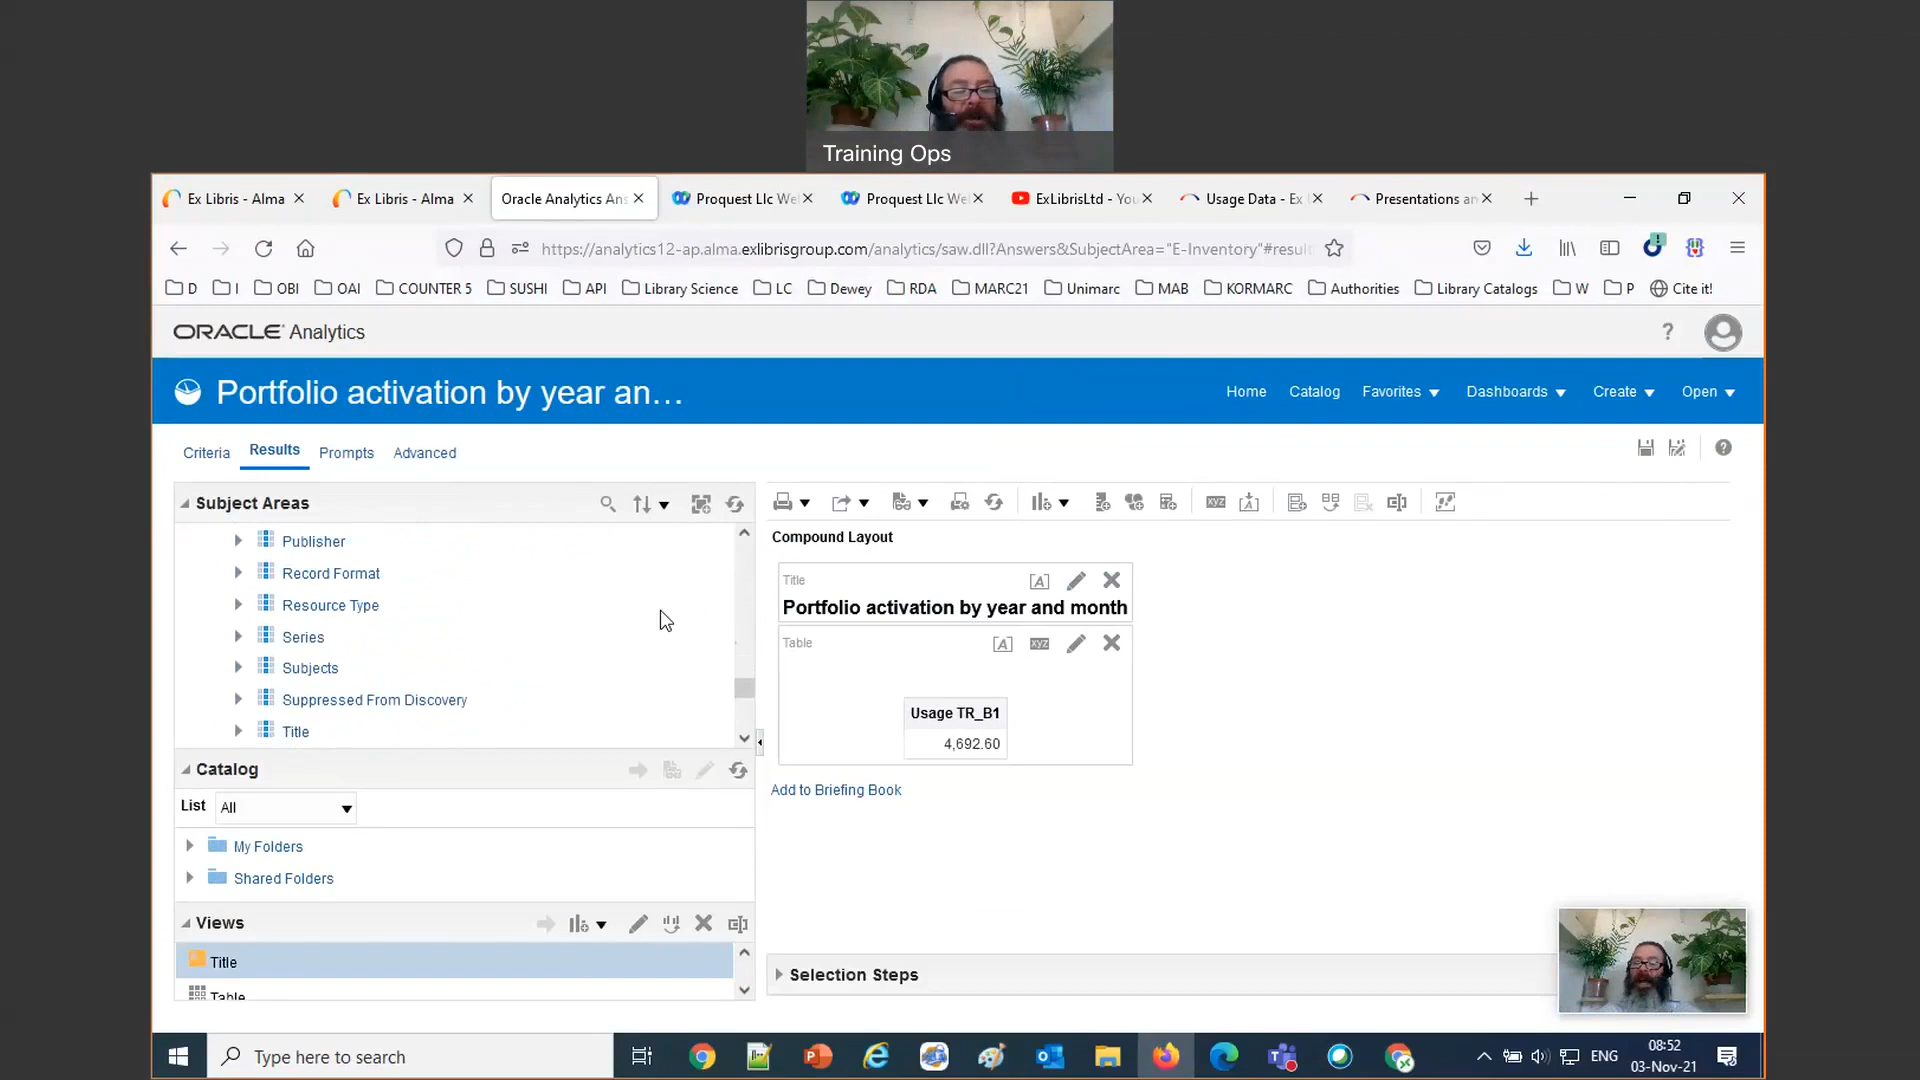 Training Ops
Ex Libris - Alma
Ex Libris - Alma
Oracle Analytics Ans
Proquest Llc We
Proquest Llc We
ExLibrisLtd - You
Usage Data - Ex
Presentations an
https://analytics12-ap.alma.exlibrisgroup.com/analytics/saw.dll?Answers&SubjectArea="E-Inventory"#resul
D
I
OBI
OAI
COUNTER 5
SUSHI
API
Library Science
LC
Dewey
RDA
MARC21
Unimarc
MAB
KORMARC
Authorities
Library Catalogs
W
P
Cite it!
ORACLE Analytics
Portfolio activation by year an...
Home
Catalog
Favorites
Dashboards
Create
Open
Criteria
Results
Prompts
Advanced
Subject Areas
Publisher
Record Format
Resource Type
Series
Subjects
Suppressed From Discovery
Title
Catalog
List
All
My Folders
Shared Folders
Views
Title
Table
Compound Layout
Title
Portfolio activation by year and month
Table
Usage TR_B1
4,692.60
Add to Briefing Book
Selection Steps
Type here to search
ENG
08:52
03-Nov-21